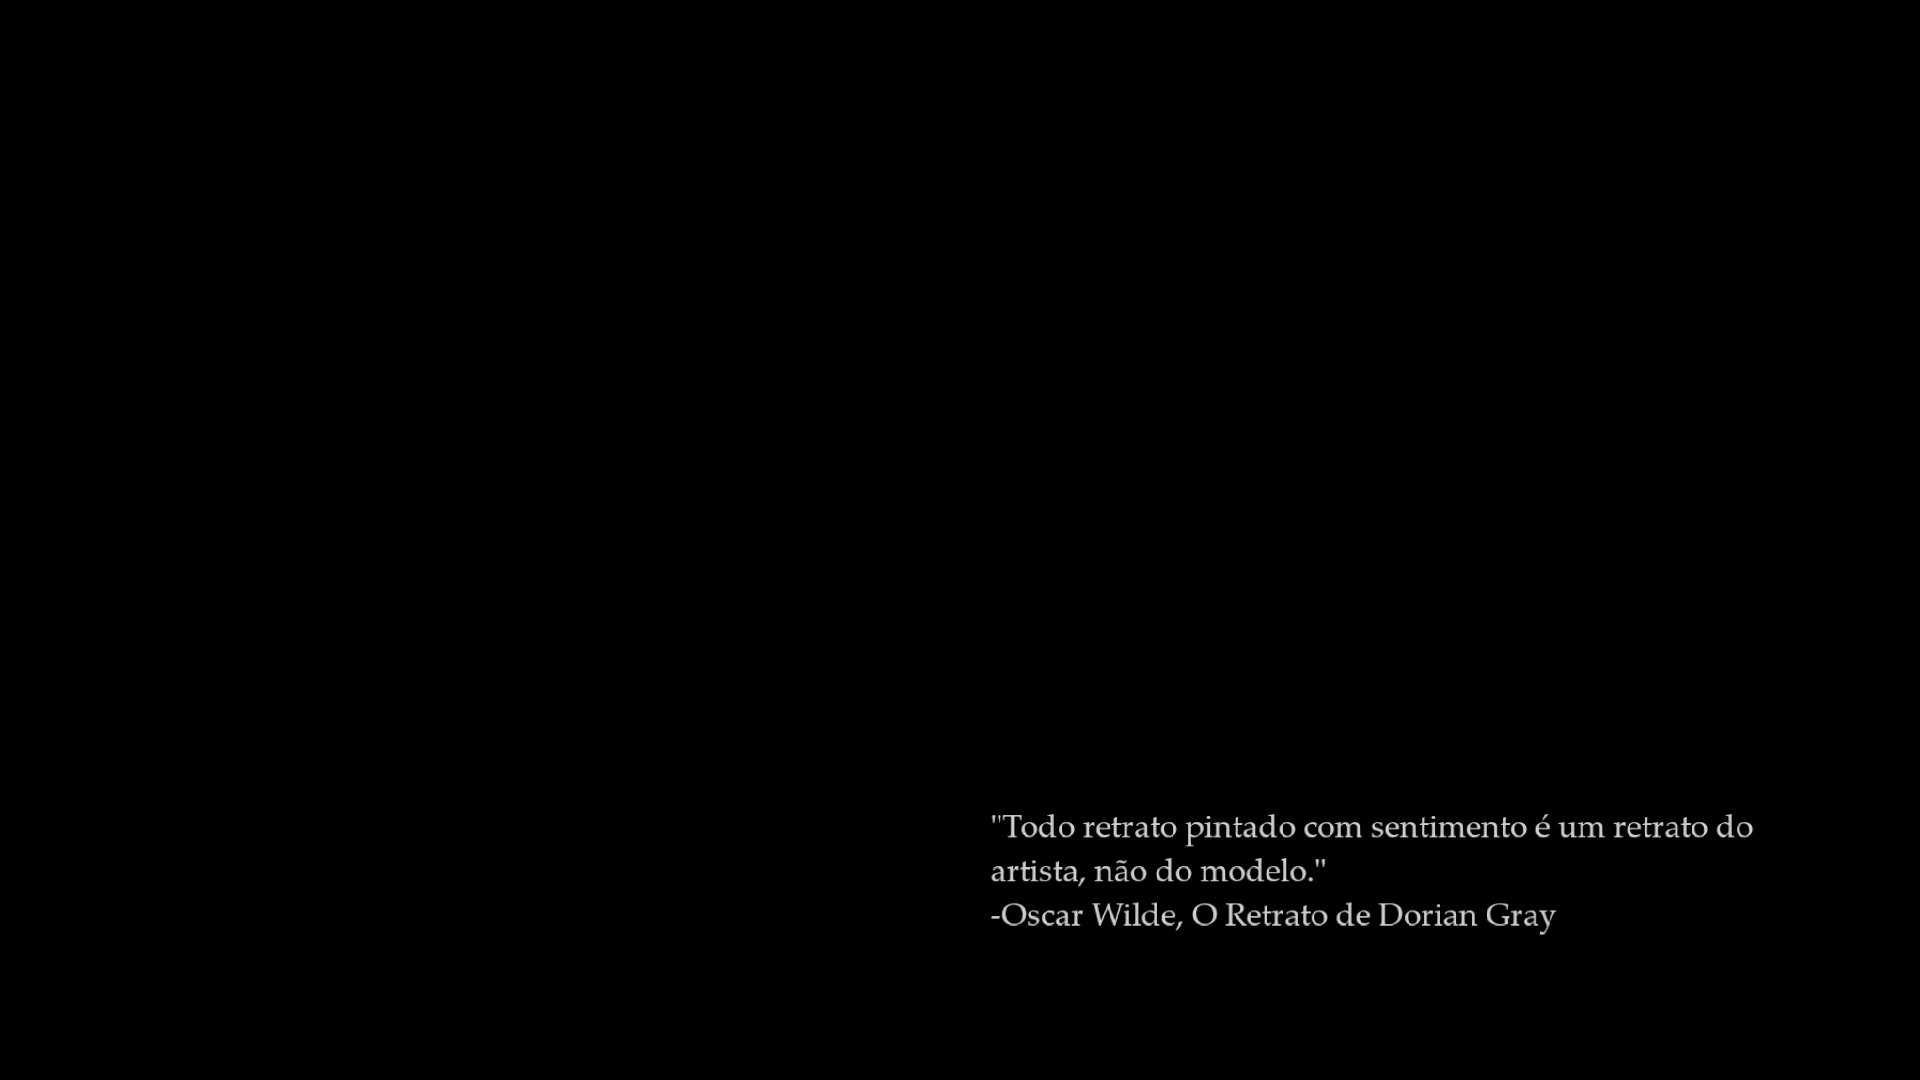 "Todo retrato pintado com sentimento é um retrato do
artista, não do modelo."
-Oscar Wilde, O Retrato de Dorian Gray